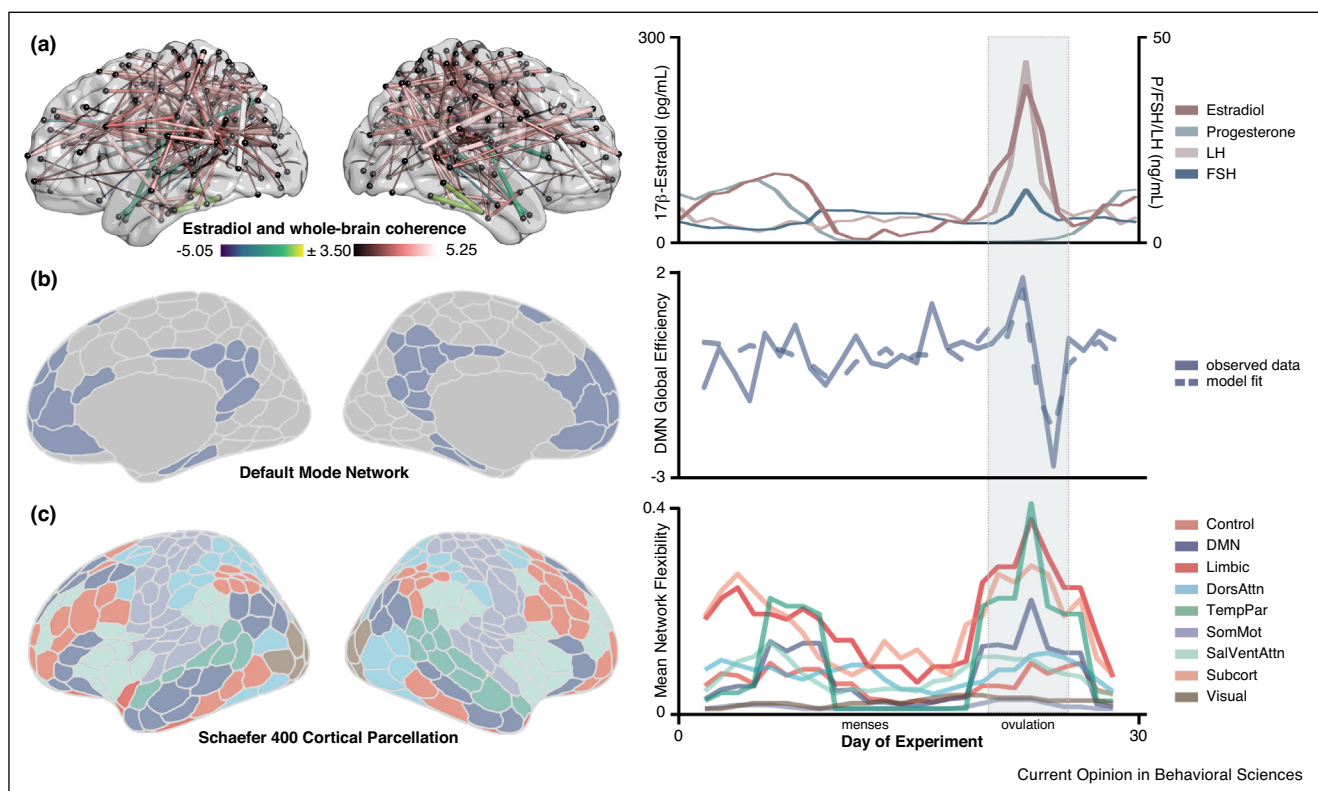 (a)
Estradiol and whole-brain coherence
-5.05 ± 3.50 5.25
300
17β-Estradiol (pg/mL)
0
50
P/FSH/LH (ng/mL)
0
Estradiol
Progesterone
LH
FSH
(b)
Default Mode Network
2
DMN Global Efficiency
-3
observed data
model fit
(c)
Schaefer 400 Cortical Parcellation
0.4
Mean Network Flexibility
0
menses ovulation
0 Day of Experiment 30
Control
DMN
Limbic
DorsAttn
TempPar
SomMot
SalVentAttn
Subcort
Visual
Current Opinion in Behavioral Sciences